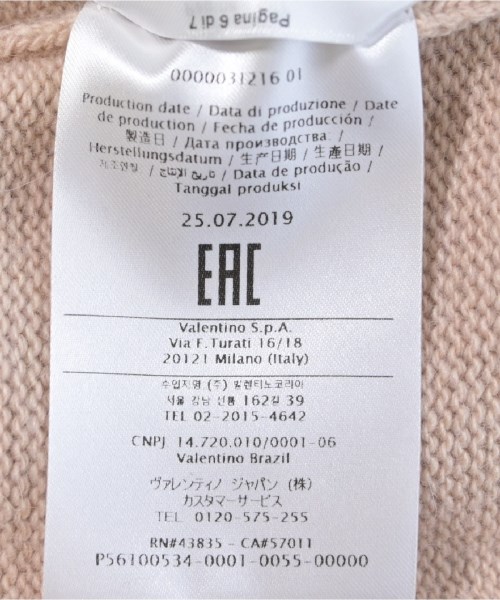 Pagina 6 di 7
0000031216 01
Production date / Data di produzione / Date
de production / Fecha de producción /
製造日 / Дата производства: /
Herstellungsdatum / 生产日期 / 生產日期 /
제조연월 / / Data de produção /
Tanggal produksi
25.07.2019
EAC
Valentino S.p.A.
Via F.Turati 16/18
20121 Milano (Italy)
수입자명 (주) 발렌티노코리아
서울 강남 선릉 162길 39
TEL 02-2015-4642
CNPJ 14.720.010/0001-06
Valentino Brazil
ヴァレンティノ ジャパン (株)
カスタマーサービス
TEL 0120-575-255
RN#43835 - CA#57011
P56100534-0001-0055-00000